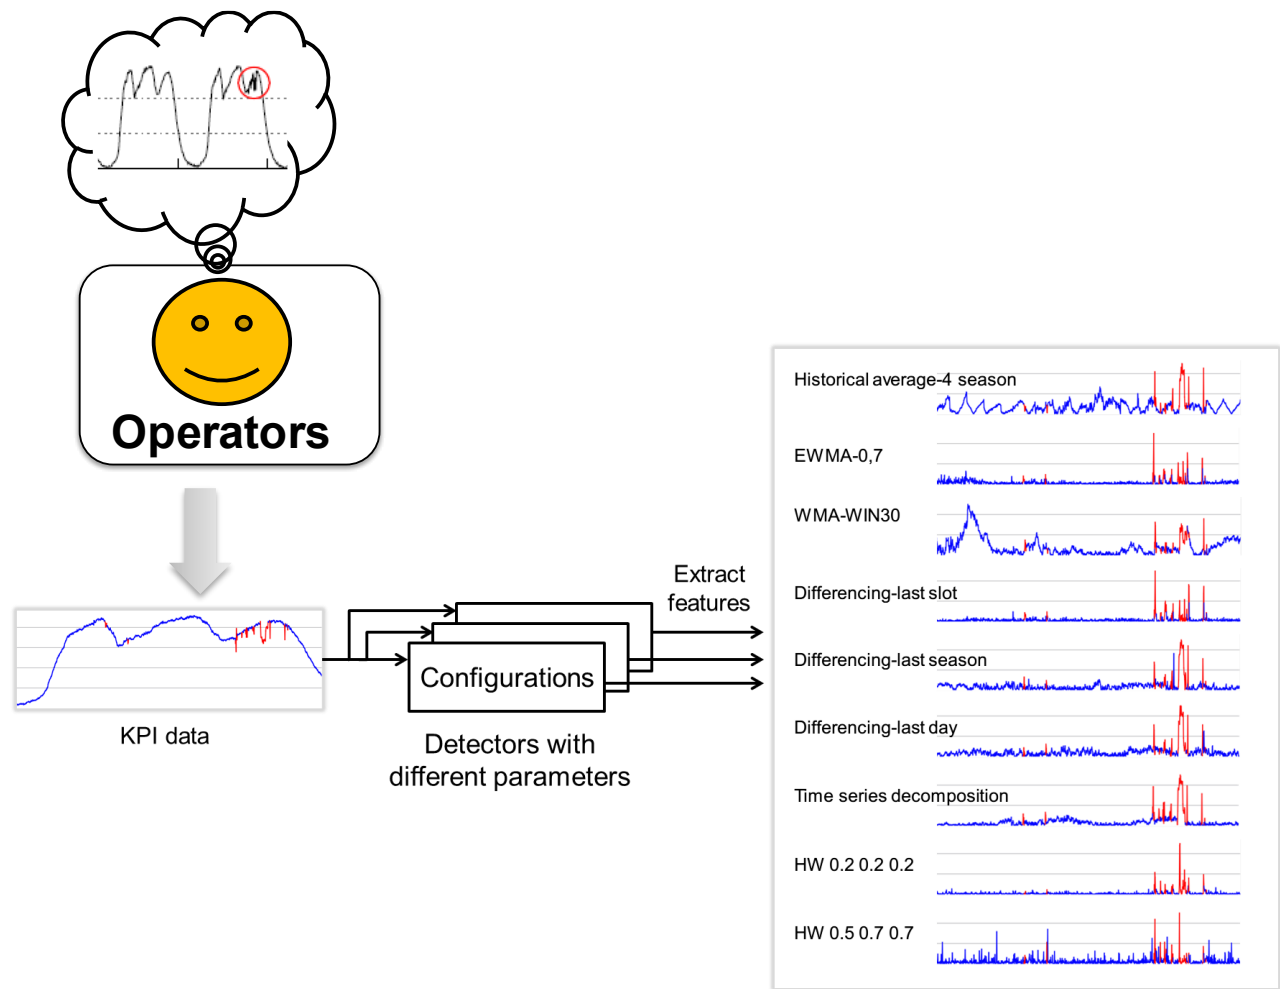 Operators
KPI data
Configurations
Detectors with
different parameters
Extract
features
Historical average-4 season
EWMA-0,7
WMA-WIN30
Differencing-last slot
Differencing-last season
Differencing-last day
Time series decomposition
HW 0.2 0.2 0.2
HW 0.5 0.7 0.7